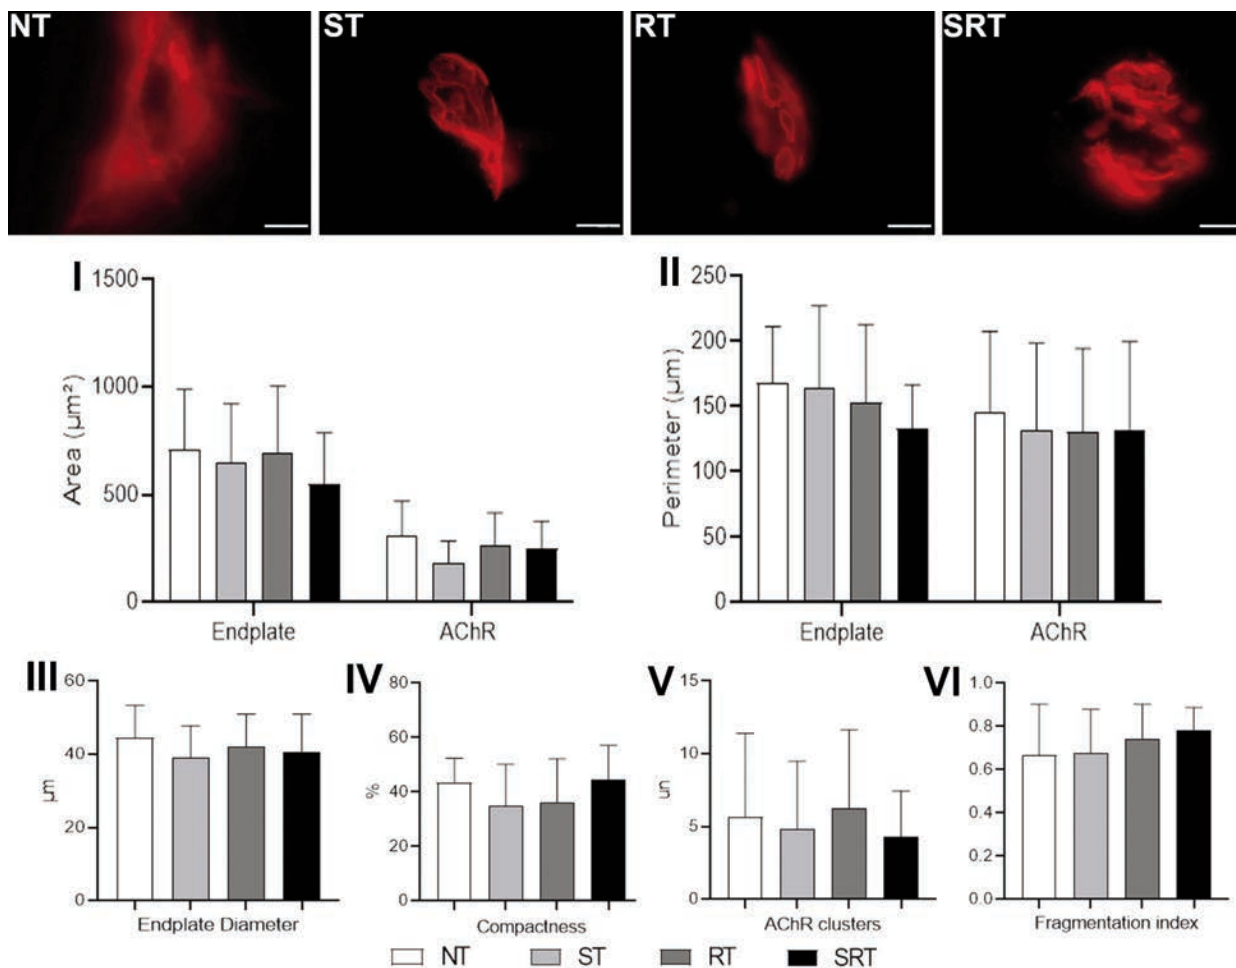 NT ST RT SRT
I
1500
1000
500
0
Area (µm²)
Endplate AChR
II
250
200
150
100
50
0
Perimeter (µm)
Endplate AChR
III
60
40
20
0
µm
Endplate Diameter
IV
80
60
40
20
0
%
Compactness
V
15
10
5
0
un
AChR clusters
VI
1.0
0.8
0.6
0.4
0.2
0.0
Fragmentation index
NT ST RT SRT